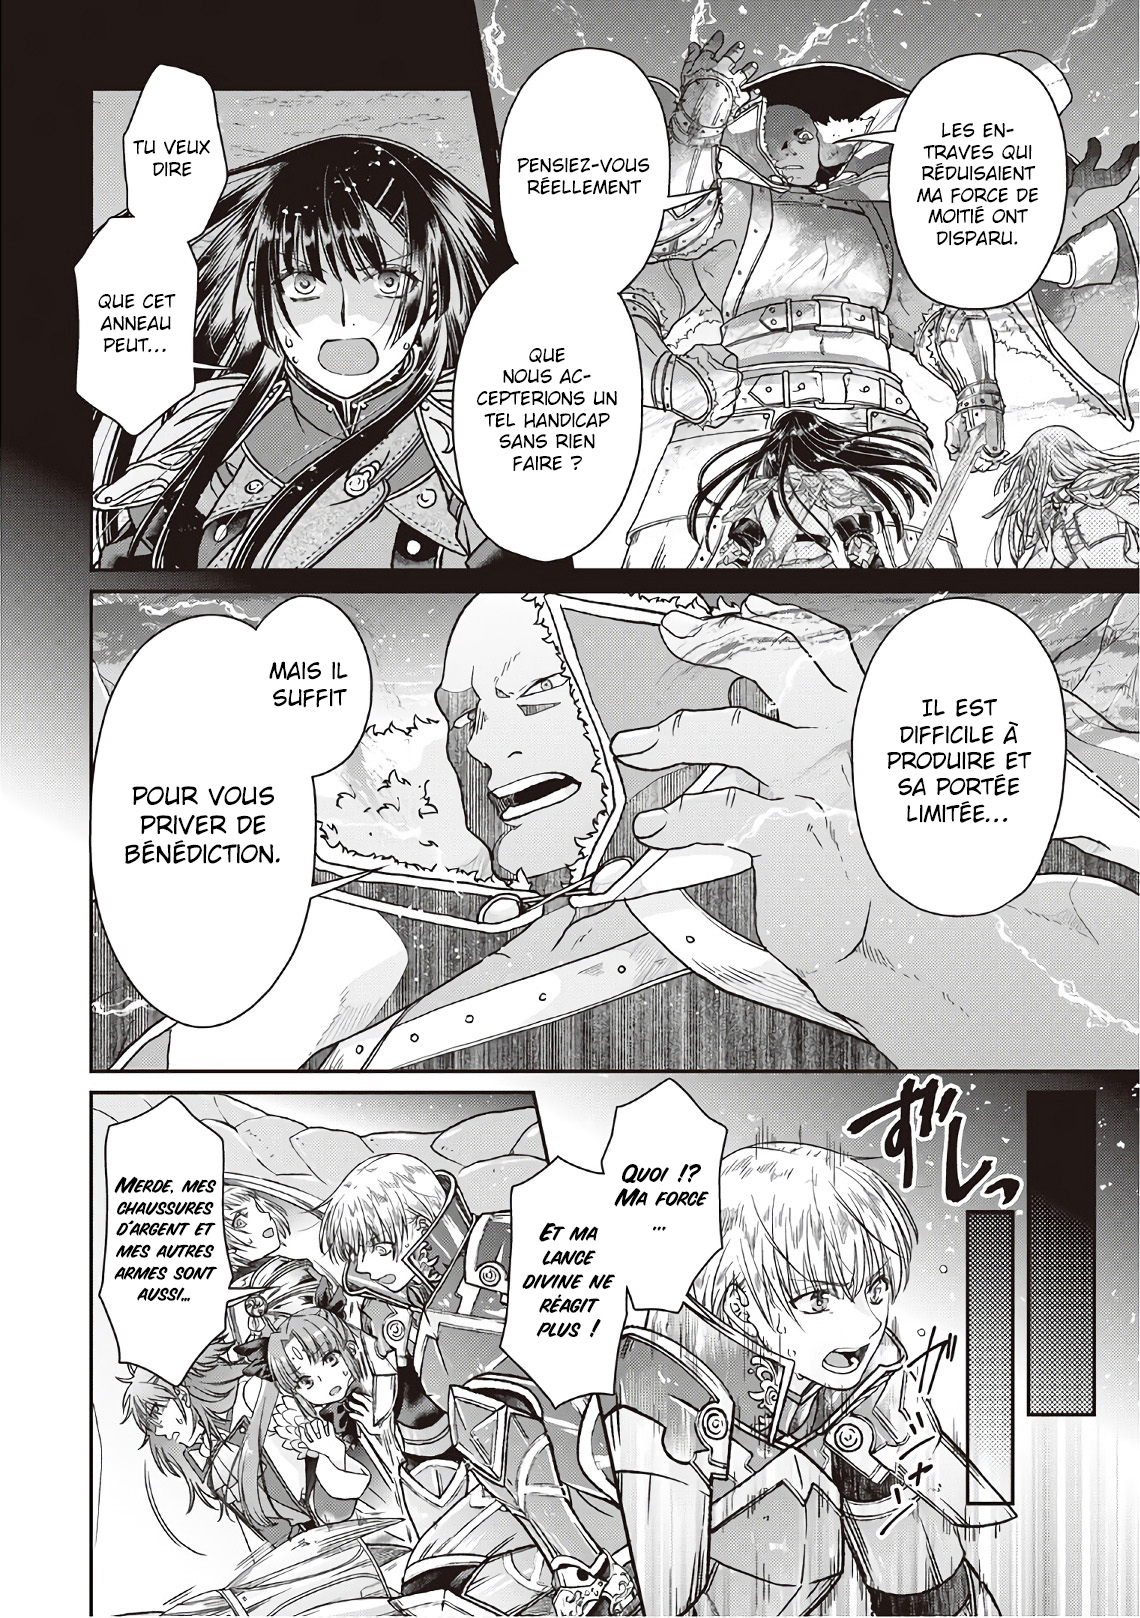 LES EN-
TRAVES QUI
RÉDUISAIENT
MA FORCE DE
MOITIÉ ONT
DISPARU.
PENSIEZ-VOUS
RÉELLEMENT
QUE
NOUS AC-
CEPTERIONS UN
TEL HANDICAP
SANS RIEN
FAIRE ?
TU VEUX
DIRE
QUE CET
ANNEAU
PEUT...
IL EST
DIFFICILE À
PRODUIRE ET
SA PORTÉE
LIMITÉE...
MAIS IL
SUFFIT
POUR VOUS
PRIVER DE
BÉNÉDICTION.
ずしっ
QUOI !?
MA FORCE
...
ET MA
LANCE
DIVINE NE
RÉAGIT
PLUS !
MERDE, MES
CHAUSSURES
D'ARGENT ET
MES AUTRES
ARMES SONT
AUSSI...